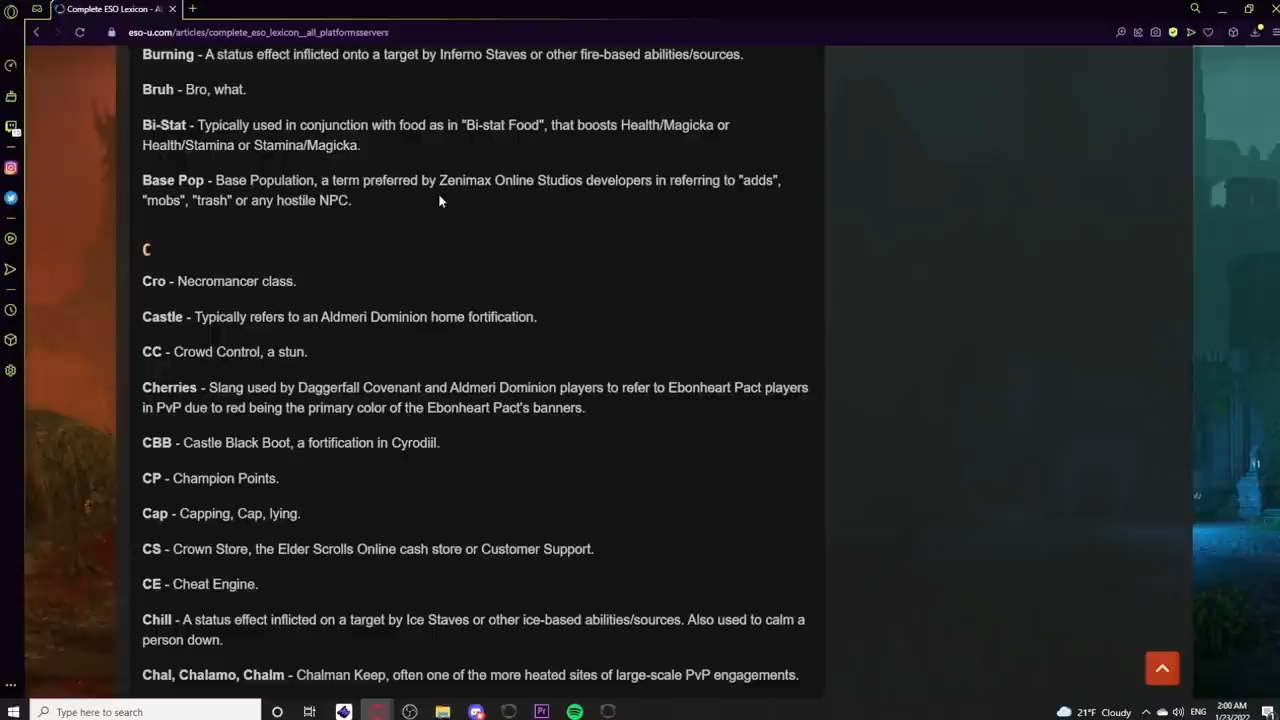 Complete ESO Lexicon - A
eso-u.com/articles/complete_eso_lexicon__all_platformsservers
Burning - A status effect inflicted onto a target by Inferno Staves or other fire-based abilities/sources.
Bruh - Bro, what.
Bi-Stat - Typically used in conjunction with food as in "Bi-stat Food", that boosts Health/Magicka or
Health/Stamina or Stamina/Magicka.
Base Pop - Base Population, a term preferred by Zenimax Online Studios developers in referring to "adds",
"mobs", "trash" or any hostile NPC.
C
Cro - Necromancer class.
Castle - Typically refers to an Aldmeri Dominion home fortification.
CC - Crowd Control, a stun.
Cherries - Slang used by Daggerfall Covenant and Aldmeri Dominion players to refer to Ebonheart Pact players
in PvP due to red being the primary color of the Ebonheart Pact's banners.
CBB - Castle Black Boot, a fortification in Cyrodiil.
CP - Champion Points.
Cap - Capping, Cap, lying.
CS - Crown Store, the Elder Scrolls Online cash store or Customer Support.
CE - Cheat Engine.
Chill - A status effect inflicted on a target by Ice Staves or other ice-based abilities/sources. Also used to calm a
person down.
Chal, Chalamo, Chalm - Chalman Keep, often one of the more heated sites of large-scale PvP engagements.
Type here to search
Pr
21°F Cloudy
ENG
2:00 AM
1/23/2022